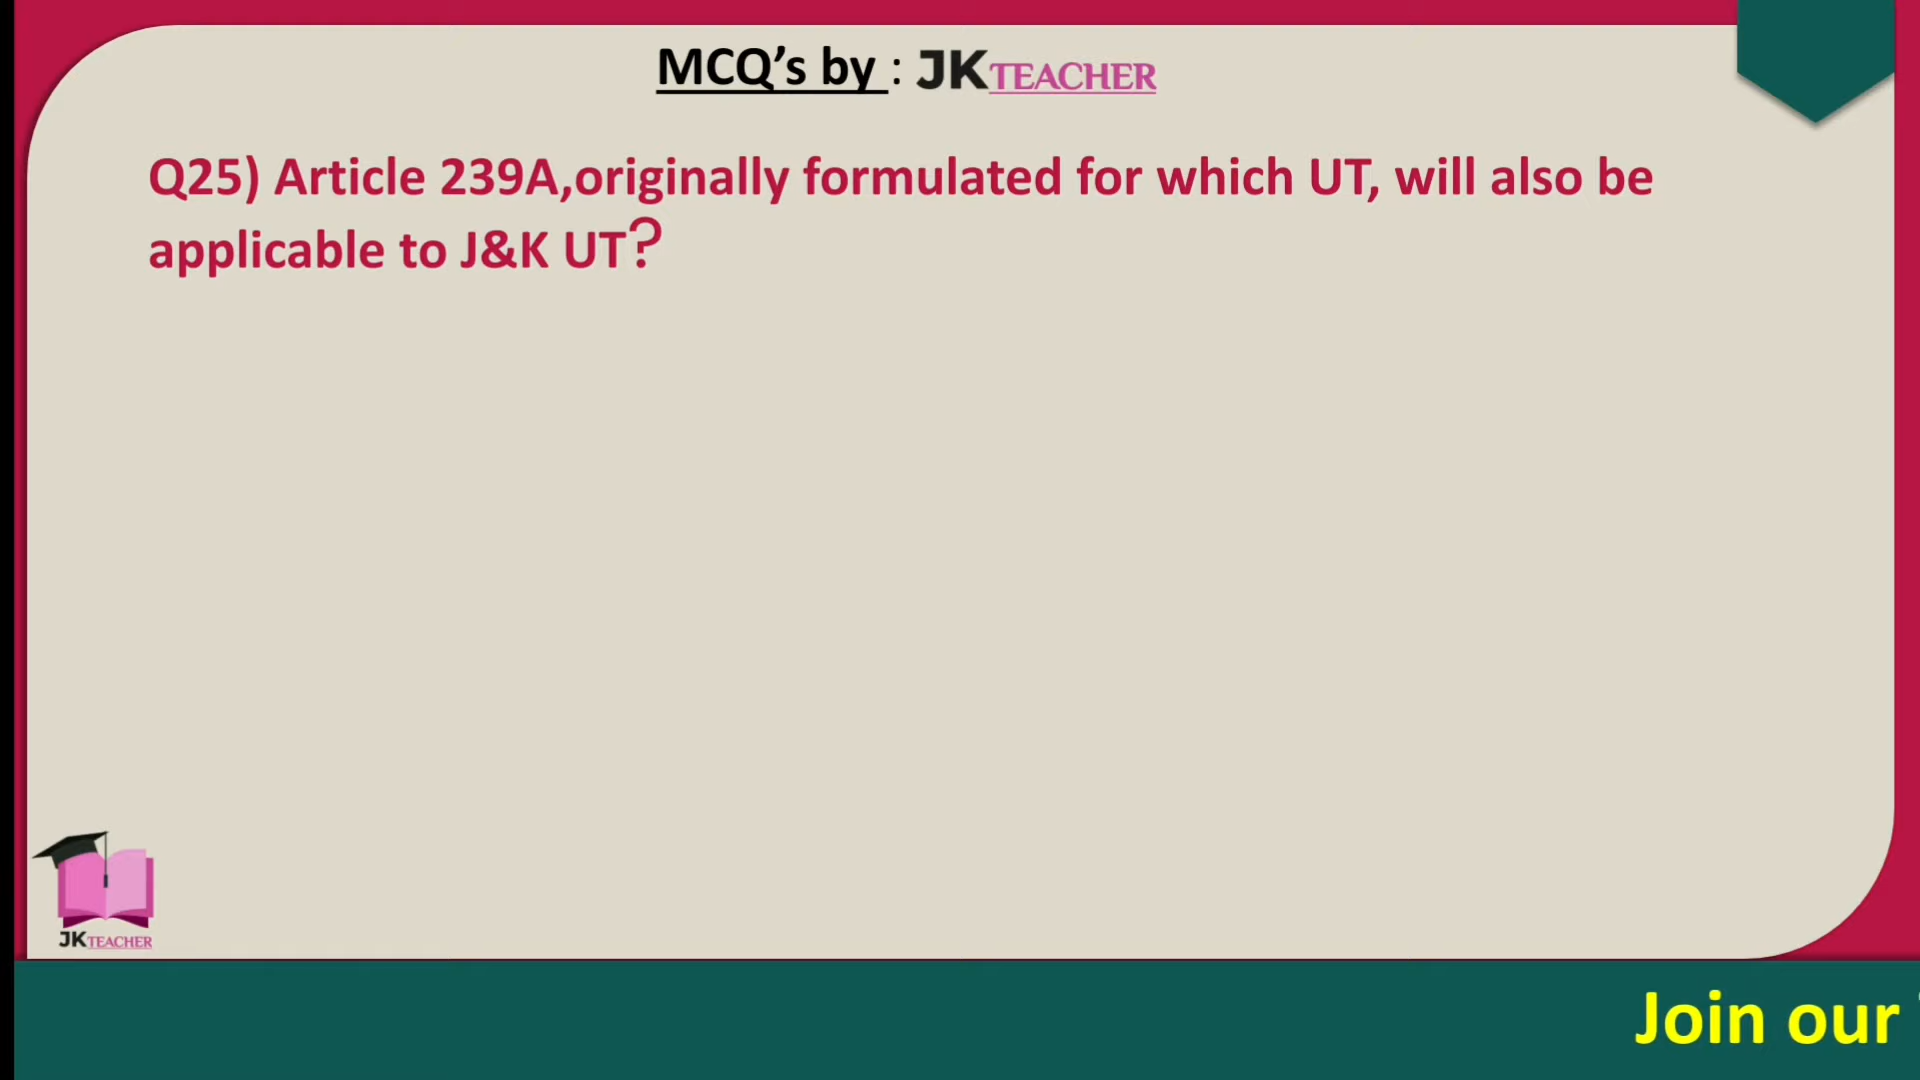 MCQ’s by : JKTEACHER
Q25) Article 239A,originally formulated for which UT, will also be
applicable to J&K UT?
JKTEACHER
Join our